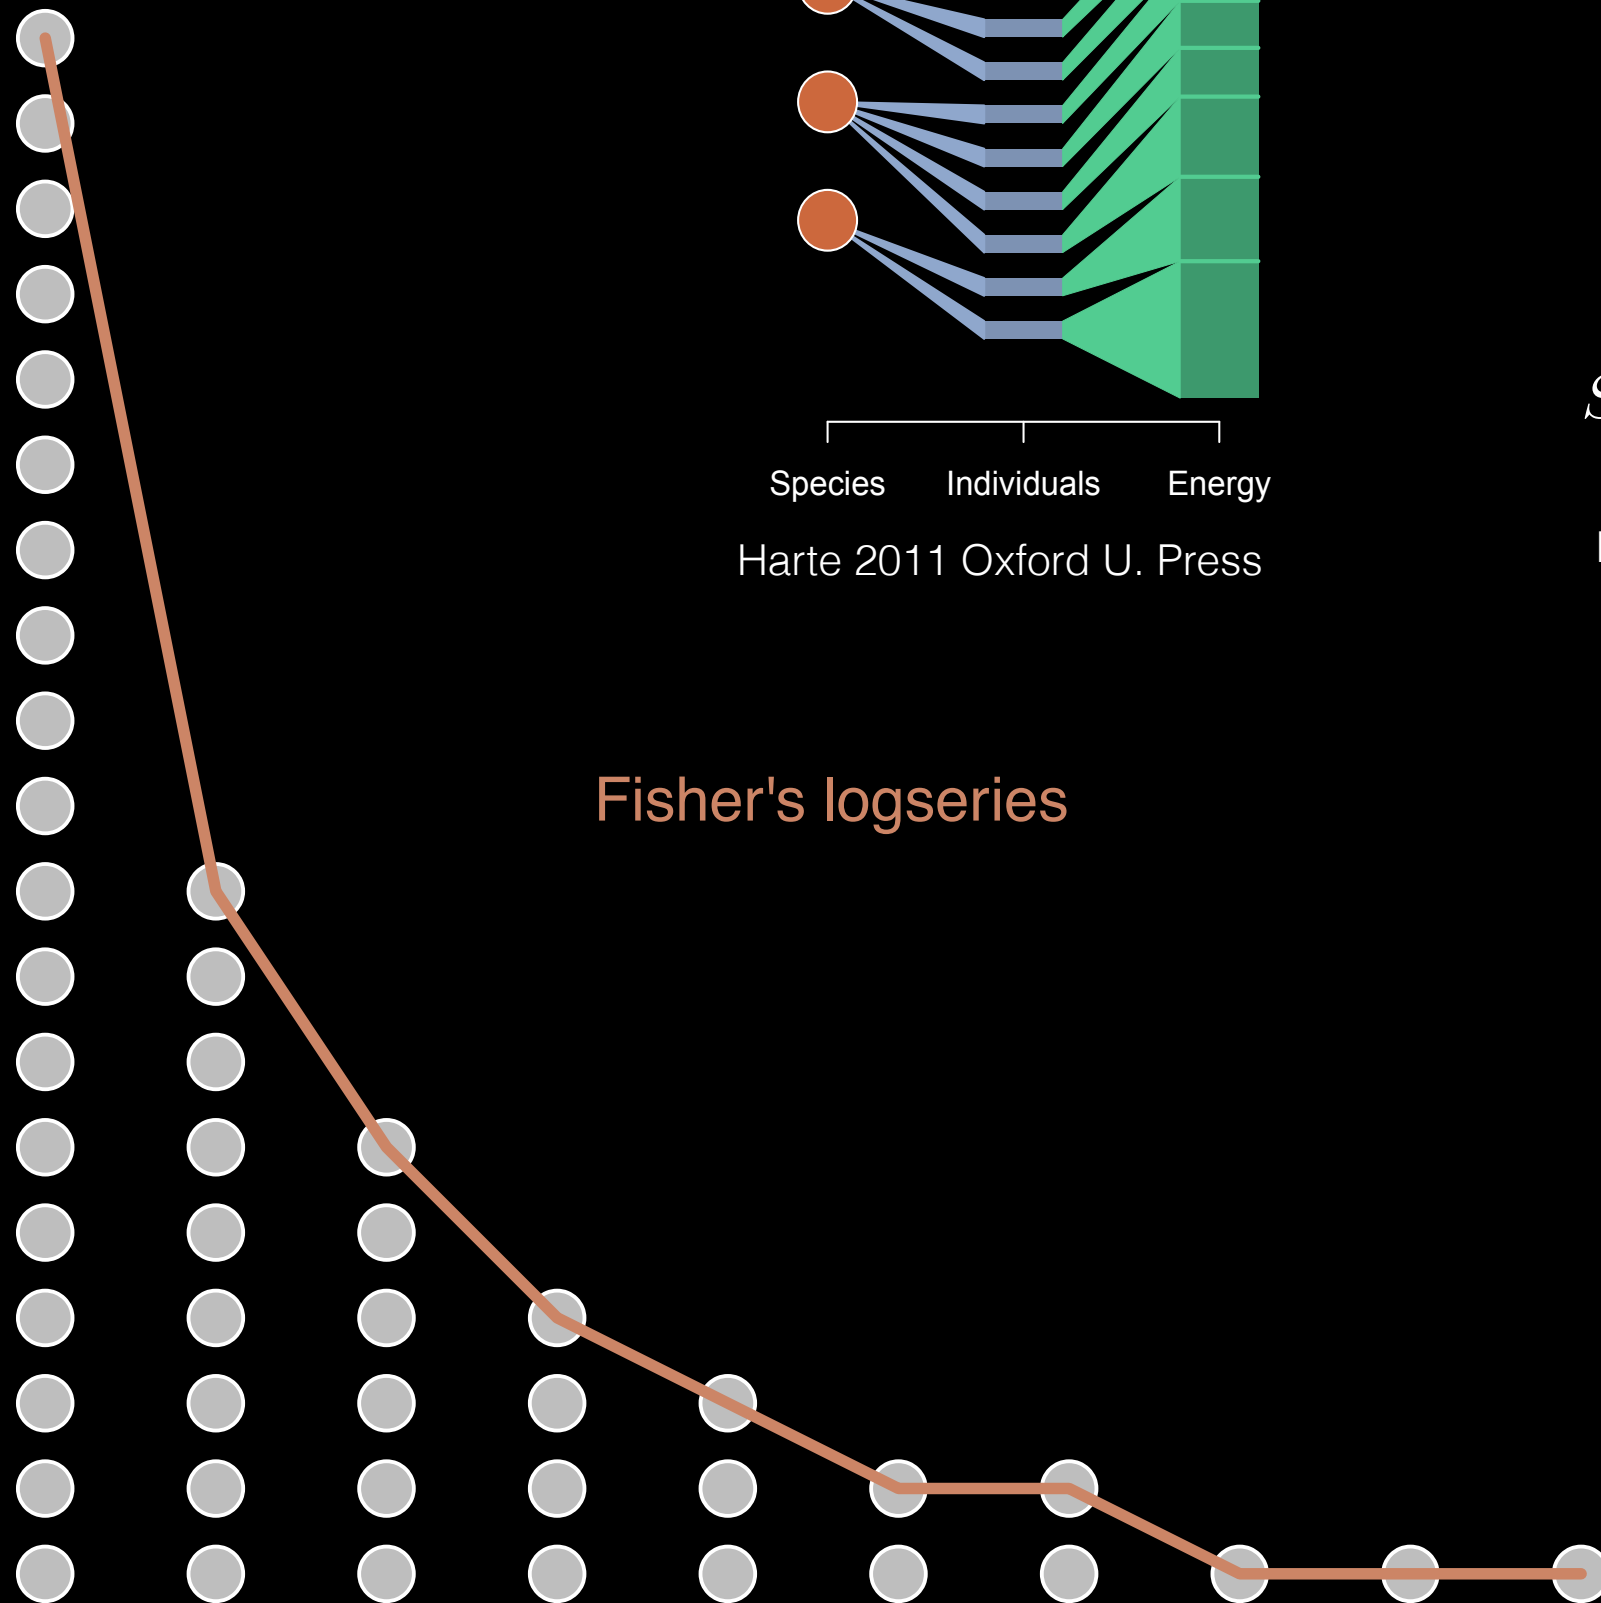 Species Individuals Energy
Harte 2011 Oxford U. Press
Fisher's logseries